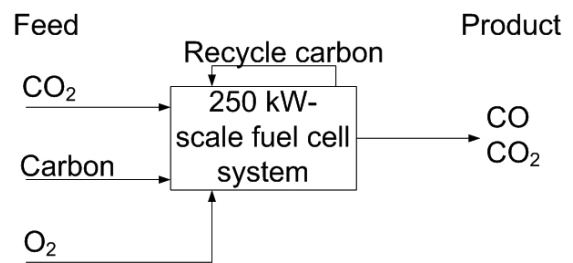 Feed
Product
Recycle carbon
CO₂
250 kW-
scale fuel cell
system
CO
CO₂
Carbon
O₂